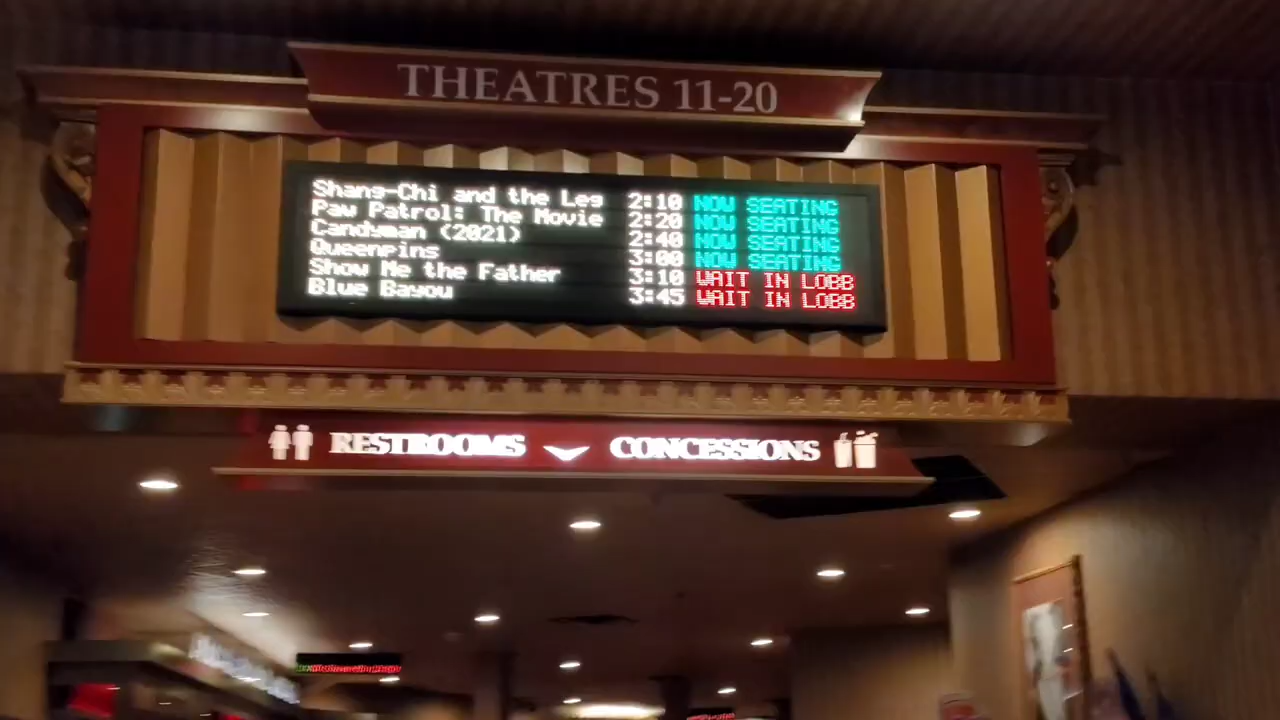 THEATRES 11-20
Shang-Chi and the Leg 2:10 NOW SEATING
Paw Patrol: The Movie 2:20 NOW SEATING
Candyman (2021) 2:40 NOW SEATING
Queenpins 3:00 NOW SEATING
Show Me the Father 3:10 WAIT IN LOBB
Blue Bayou 3:45 WAIT IN LOBB
RESTROOMS CONCESSIONS